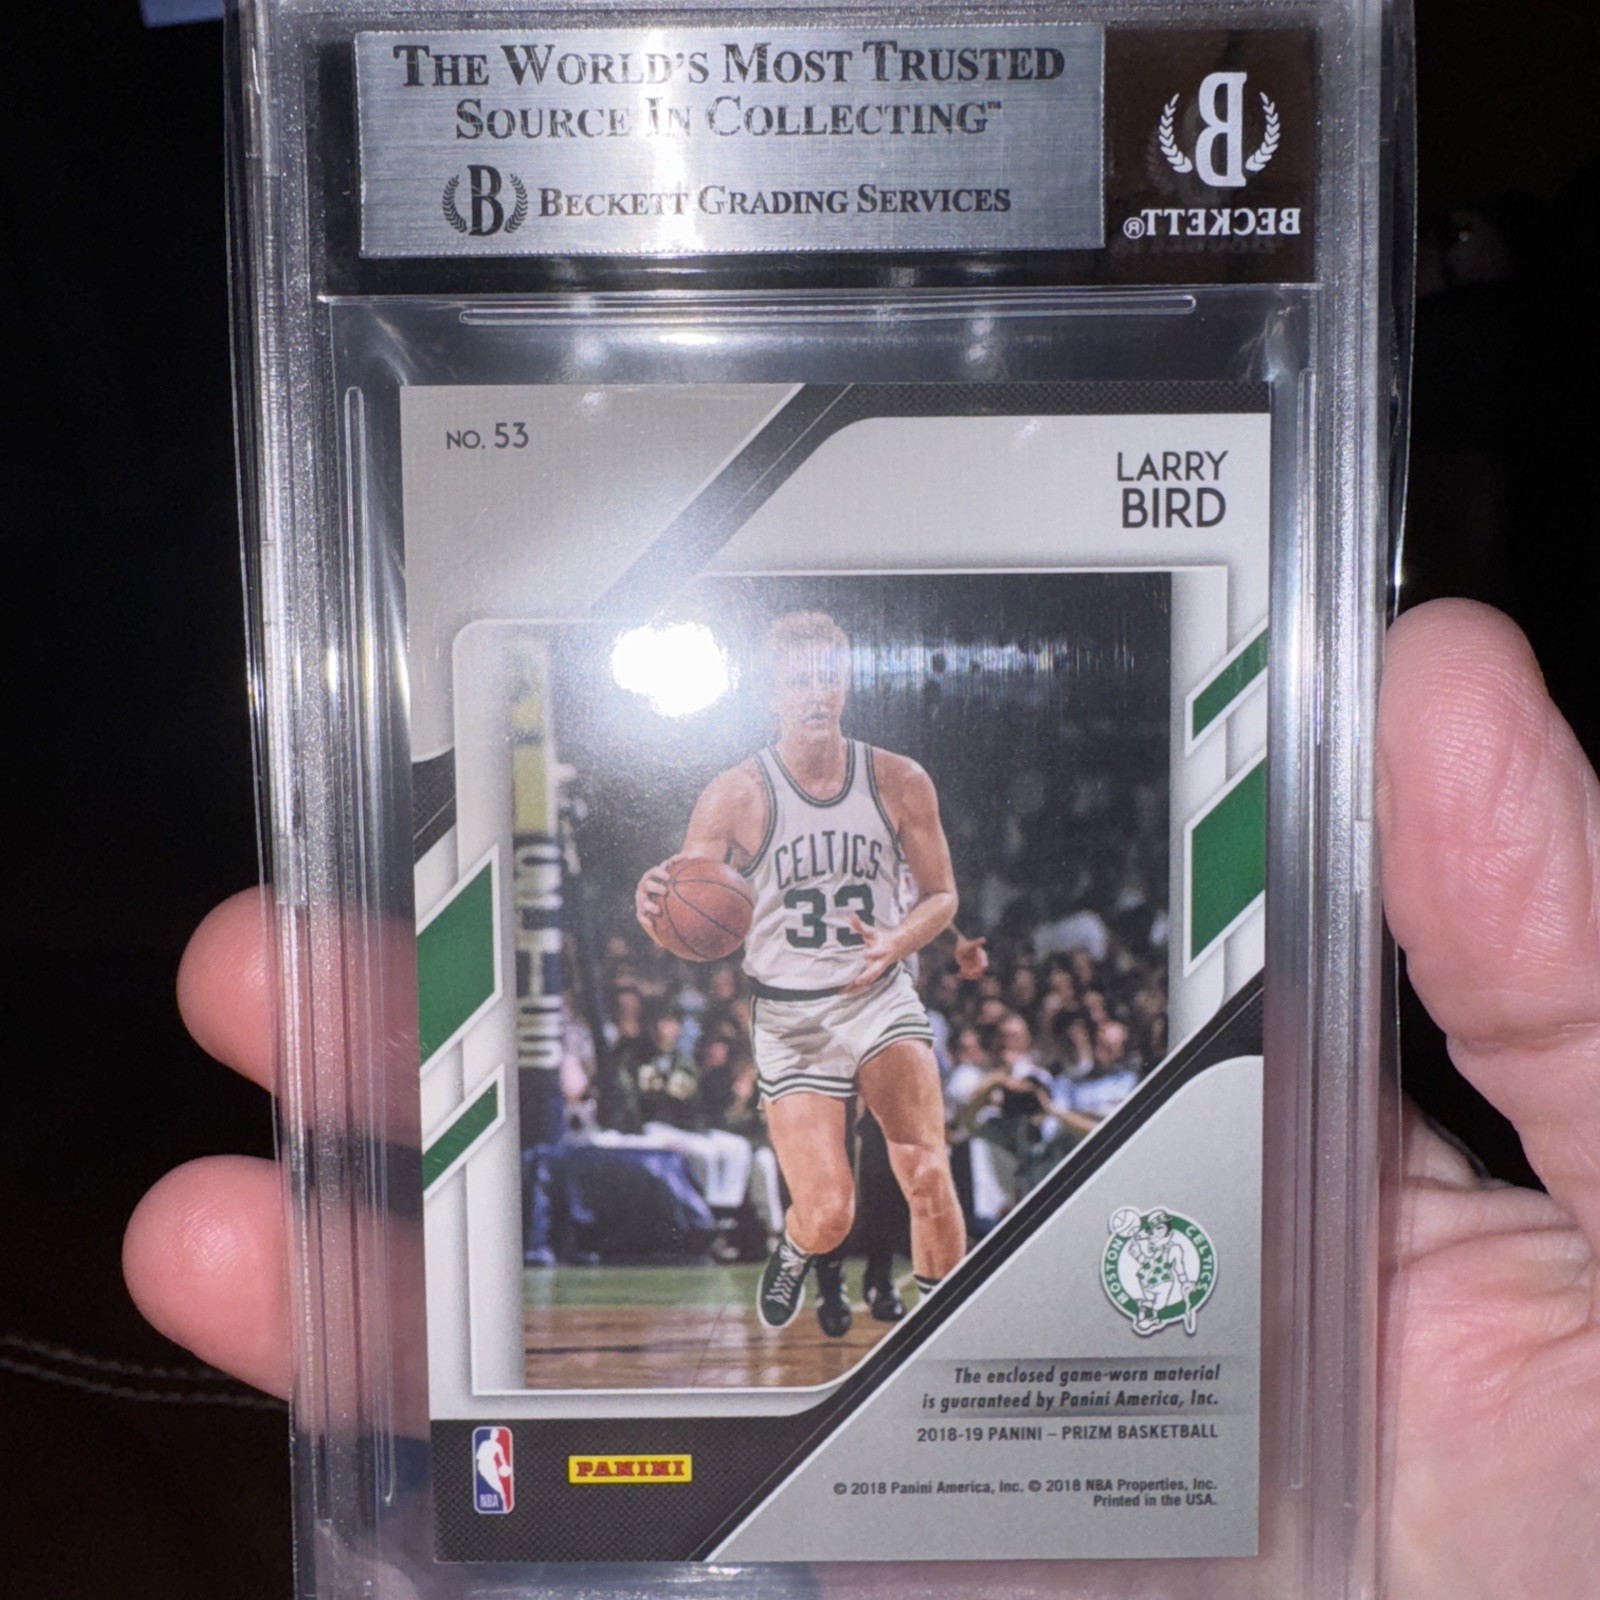 THE WORLD'S MOST TRUSTED
SOURCE IN COLLECTING™
B BECKETT GRADING SERVICES
B
BECKETT®
NO. 53
LARRY
BIRD
CELTICS
33
BOSTON CELTICS
The enclosed game-worn material
is guaranteed by Panini America, Inc.
2018-19 PANINI – PRIZM BASKETBALL
© 2018 Panini America, Inc. © 2018 NBA Properties, Inc.
Printed in the USA.
NBA
PANINI